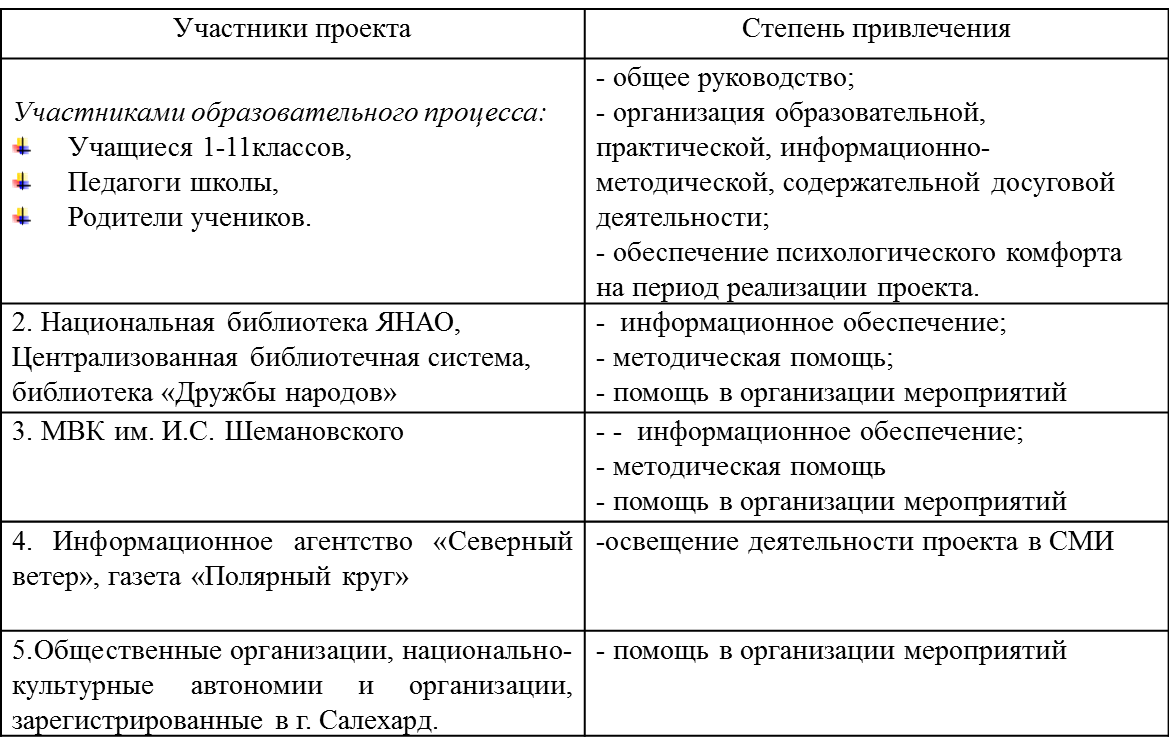 Участники проекта
Степень привлечения
Участниками образовательного процесса:
Учащиеся 1-11классов,
Педагоги школы,
Родители учеников.
- общее руководство;
- организация образовательной,
практической, информационно-
методической, содержательной досуговой
деятельности;
- обеспечение психологического комфорта
на период реализации проекта.
2. Национальная библиотека ЯНАО,
Централизованная библиотечная система,
библиотека «Дружбы народов»
- информационное обеспечение;
- методическая помощь;
- помощь в организации мероприятий
3. МВК им. И.С. Шемановского
- - информационное обеспечение;
- методическая помощь
- помощь в организации мероприятий
4. Информационное агентство «Северный
ветер», газета «Полярный круг»
-освещение деятельности проекта в СМИ
5.Общественные организации, национально-
культурные автономии и организации,
зарегистрированные в г. Салехард.
- помощь в организации мероприятий